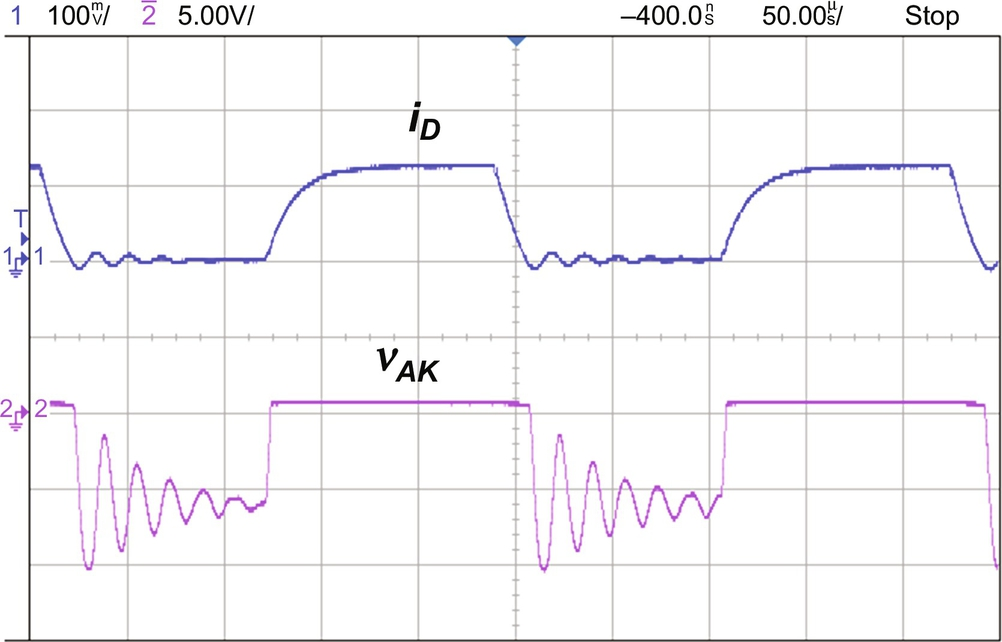 1 100mV/ 2 5.00V/ −400.0ns 50.00µs/ Stop
iD
T
1 1
vAK
2 2